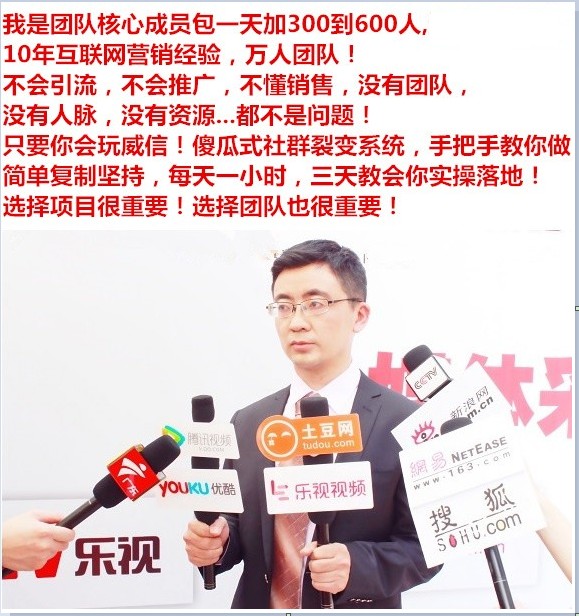 我是团队核心成员包一天加300到600人,
10年互联网营销经验，万人团队！
不会引流，不会推广，不懂销售，没有团队，
没有人脉，没有资源...都不是问题！
只要你会玩威信！傻瓜式社群裂变系统，手把手教你做
简单复制坚持，每天一小时，三天教会你实操落地！
选择项目很重要！选择团队也很重要！
CCTV
新浪网
腾讯视频
土豆网
tudou.com
網易 NETEASE
www.163.com
广东
YOUKU 优酷
乐视视频
搜狐
SOHU.com
乐视